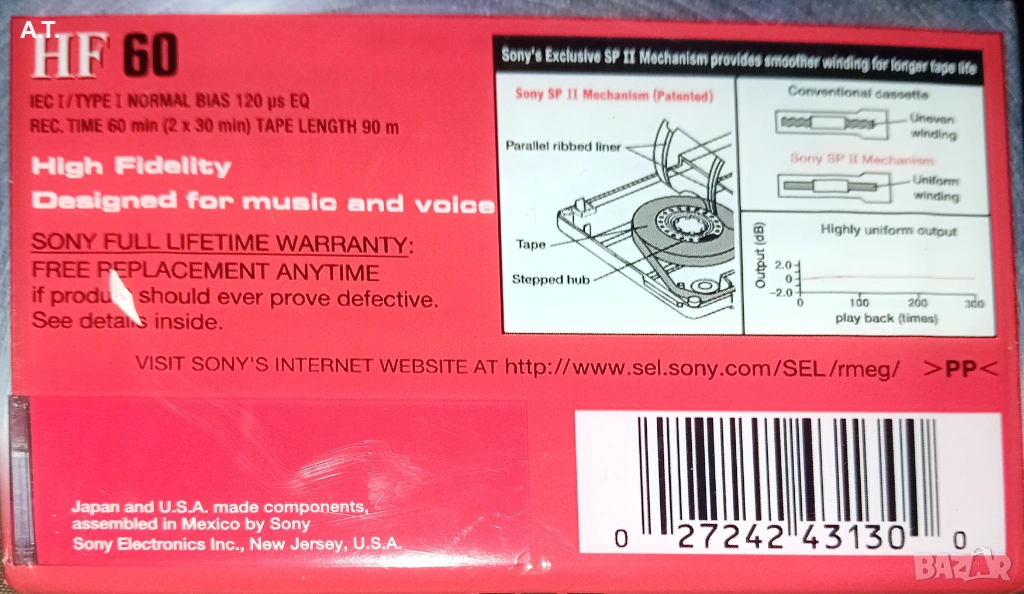 A.T.
HF 60
IEC I/TYPE I NORMAL BIAS 120 µs EQ
REC. TIME 60 min (2 x 30 min) TAPE LENGTH 90 m
High Fidelity
Designed for music and voice
SONY FULL LIFETIME WARRANTY:
FREE REPLACEMENT ANYTIME
if product should ever prove defective.
See details inside.
Sony's Exclusive SP II Mechanism provides smoother winding for longer tape life
Sony SP II Mechanism (Patented)
Parallel ribbed liner
Tape
Stepped hub
Conventional cassette
Uneven
winding
Sony SP II Mechanism
Uniform
winding
Highly uniform output
Output (dB)
2.0
0
-2.0
0 100 200 300
play back (times)
VISIT SONY'S INTERNET WEBSITE AT http://www.sel.sony.com/SEL/rmeg/ >PP<
Japan and U.S.A. made components,
assembled in Mexico by Sony
Sony Electronics Inc., New Jersey, U.S.A.
0 27242 43130 0
BAZAR